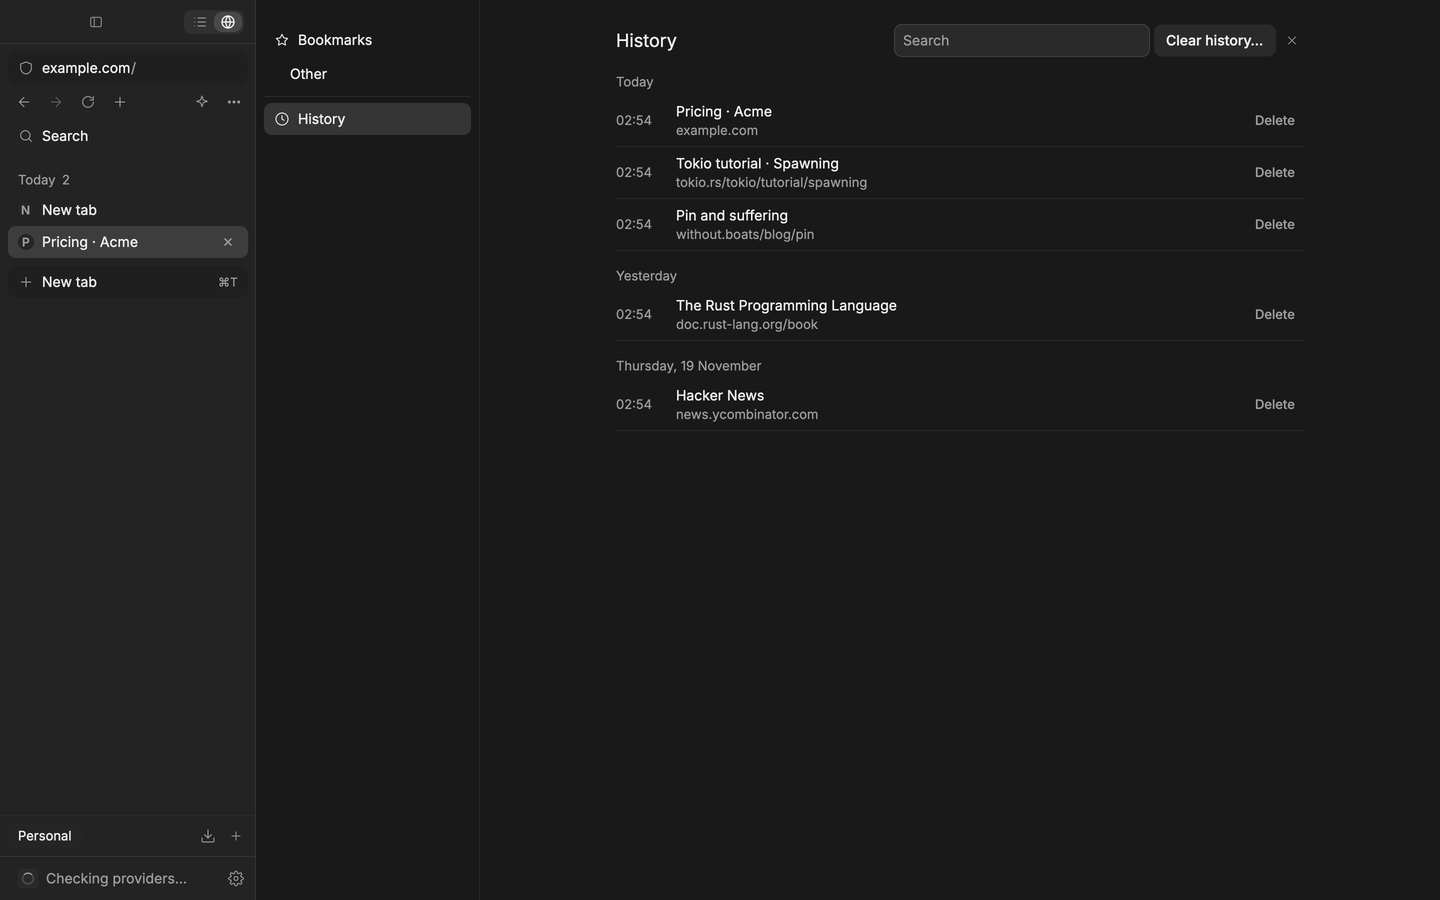 example.com/
Search
Today 2
N New tab
P Pricing · Acme
New tab ⌘T
Personal
Checking providers...
Bookmarks
Other
History
History
Search
Clear history...
Today
02:54
Pricing · Acme
example.com
Delete
02:54
Tokio tutorial · Spawning
tokio.rs/tokio/tutorial/spawning
Delete
02:54
Pin and suffering
without.boats/blog/pin
Delete
Yesterday
02:54
The Rust Programming Language
doc.rust-lang.org/book
Delete
Thursday, 19 November
02:54
Hacker News
news.ycombinator.com
Delete